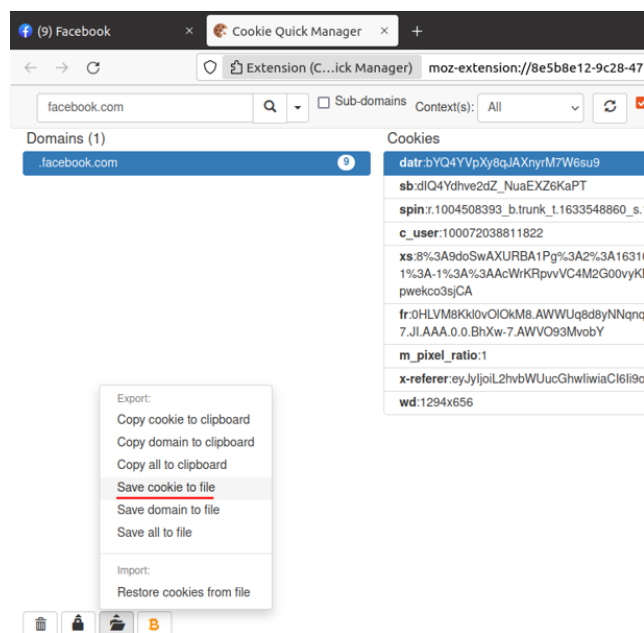 (9) Facebook
Cookie Quick Manager
Extension (C...ick Manager) moz-extension://8e5b8e12-9c28-47
facebook.com
Sub-domains
Context(s):
All
Domains (1)
.facebook.com
9
Cookies
datr:bYQ4YVpXy8qJAXnyrM7W6su9
sb:dIQ4Ydhve2dZ_NuaEXZ6KaPT
spin:r.1004508393_b.trunk_t.1633548860_s.
c_user:100072038811822
xs:8%3A9doSwAXURBA1Pg%3A2%3A1631
1%3A-1%3A%3AAcWrKRpvvVC4M2G00vyKl
pwekco3sjCA
fr:0HLVM8Kkl0vOlOkM8.AWWUq8d8yNNqnq
7.JI.AAA.0.0.BhXw-7.AWVO93MvobY
m_pixel_ratio:1
x-referer:eyJyIjoiL2hvbWUucGhwIiwiaCI6Ii9o
wd:1294x656
Export:
Copy cookie to clipboard
Copy domain to clipboard
Copy all to clipboard
Save cookie to file
Save domain to file
Save all to file
Import:
Restore cookies from file